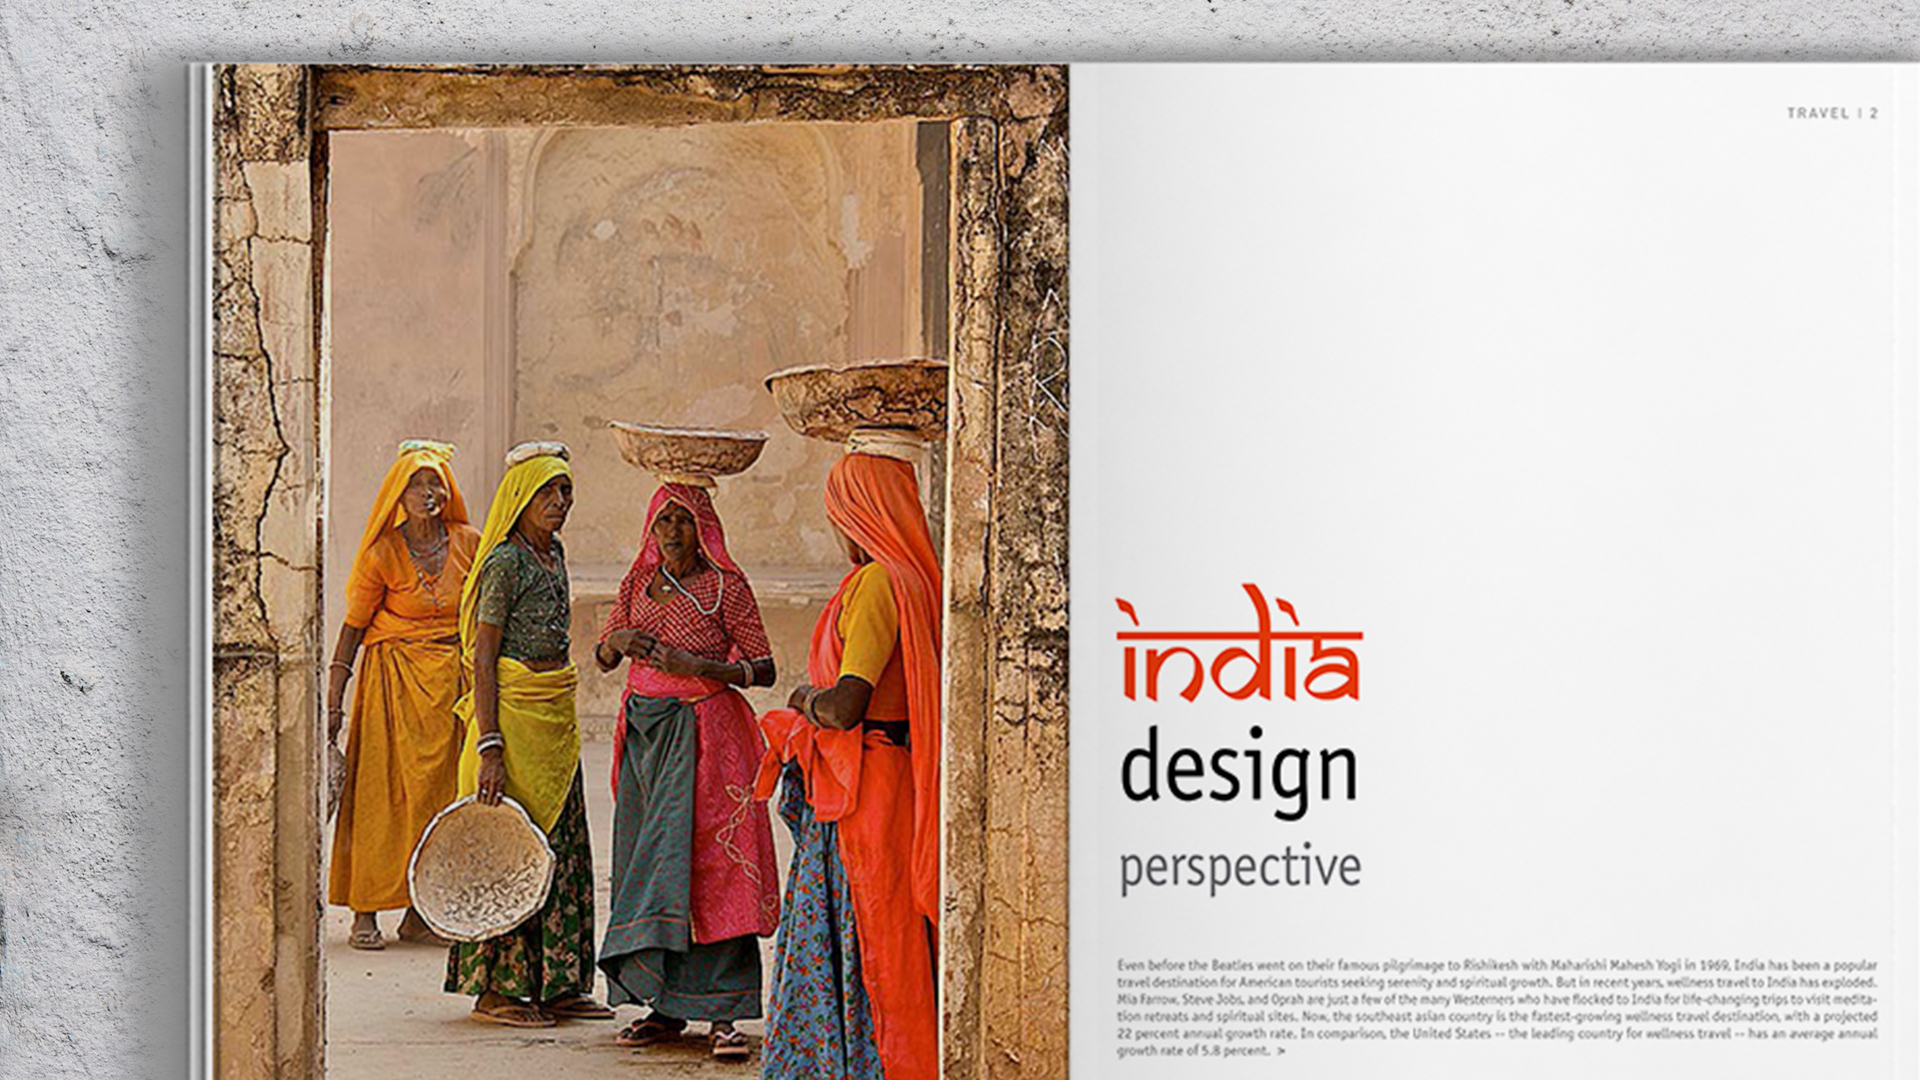 TRAVEL | 2
india
design
perspective
Even before the Beatles went on their famous pilgrimage to Rishikesh with Maharishi Mahesh Yogi in 1969, India has been a popular
travel destination for American tourists seeking serenity and spiritual growth. But in recent years, wellness travel to India has exploded.
Mia Farrow, Steve Jobs, and Oprah are just a few of the many Westerners who have flocked to India for life-changing trips to visit medita-
tion retreats and spiritual sites. Now, the southeast asian country is the fastest-growing wellness travel destination, with a projected
22 percent annual growth rate. In comparison, the United States -- the leading country for wellness travel -- has an average annual
growth rate of 5.8 percent. >